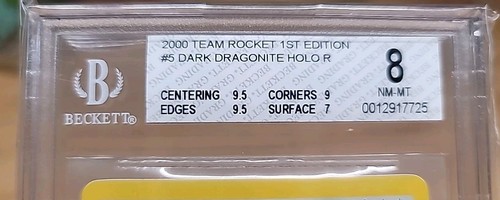 2000 TEAM ROCKET 1ST EDITION
#5 DARK DRAGONITE HOLO R
8
NM-MT
CENTERING 9.5 CORNERS 9
EDGES 9.5 SURFACE 7
0012917725
B
BECKETT®